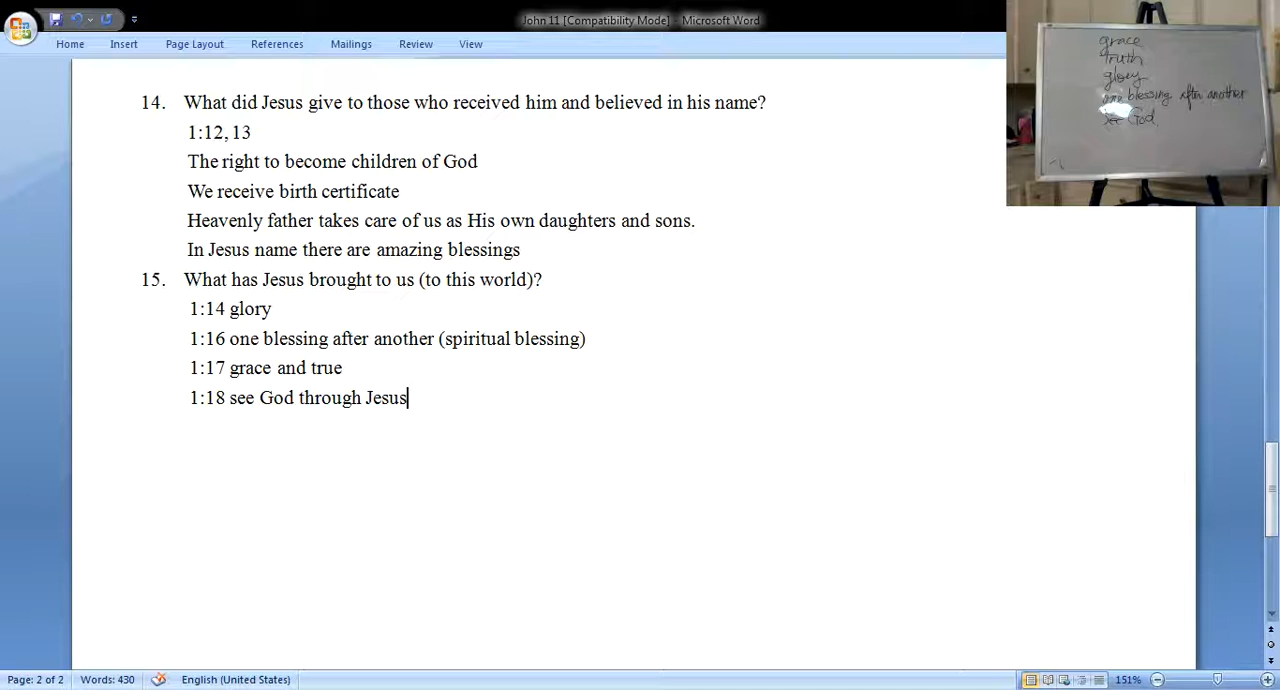 John 11 [Compatibility Mode] - Microsoft Word
Home Insert Page Layout References Mailings Review View
14. What did Jesus give to those who received him and believed in his name?
1:12, 13
The right to become children of God
We receive birth certificate
Heavenly father takes care of us as His own daughters and sons.
In Jesus name there are amazing blessings
15. What has Jesus brought to us (to this world)?
1:14 glory
1:16 one blessing after another (spiritual blessing)
1:17 grace and true
1:18 see God through Jesus
grace
truth
glory
one blessing after another
see God
Page: 2 of 2 Words: 430 English (United States) 151%